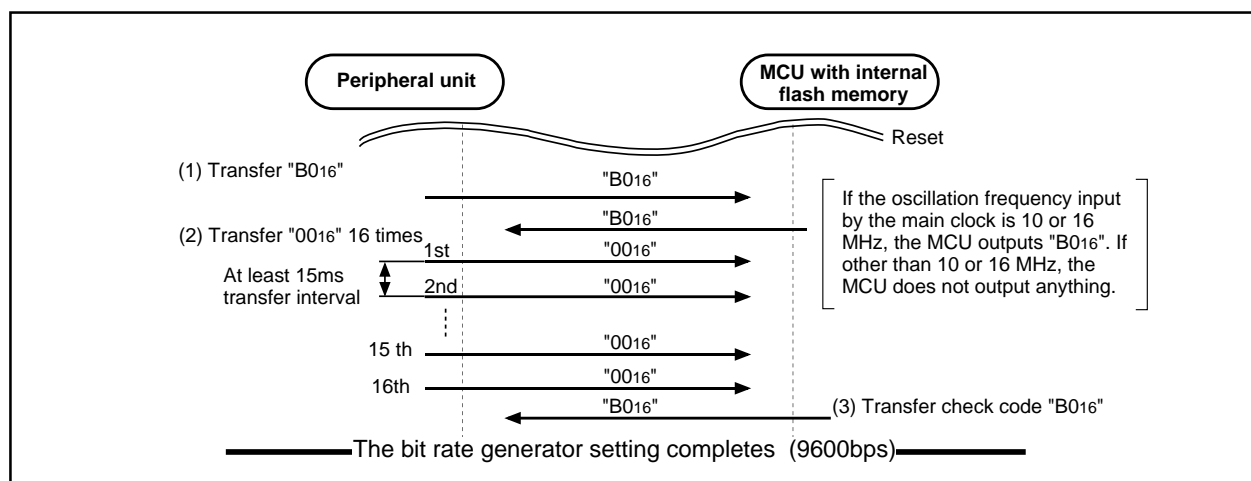 Peripheral unit
MCU with internal
flash memory
Reset
(1) Transfer "B016"
"B016"
"B016"
If the oscillation frequency input
by the main clock is 10 or 16
MHz, the MCU outputs "B016". If
other than 10 or 16 MHz, the
MCU does not output anything.
(2) Transfer "0016" 16 times
1st
"0016"
At least 15ms
transfer interval
2nd
"0016"
15 th
"0016"
16th
"0016"
"B016"
(3) Transfer check code "B016"
The bit rate generator setting completes (9600bps)